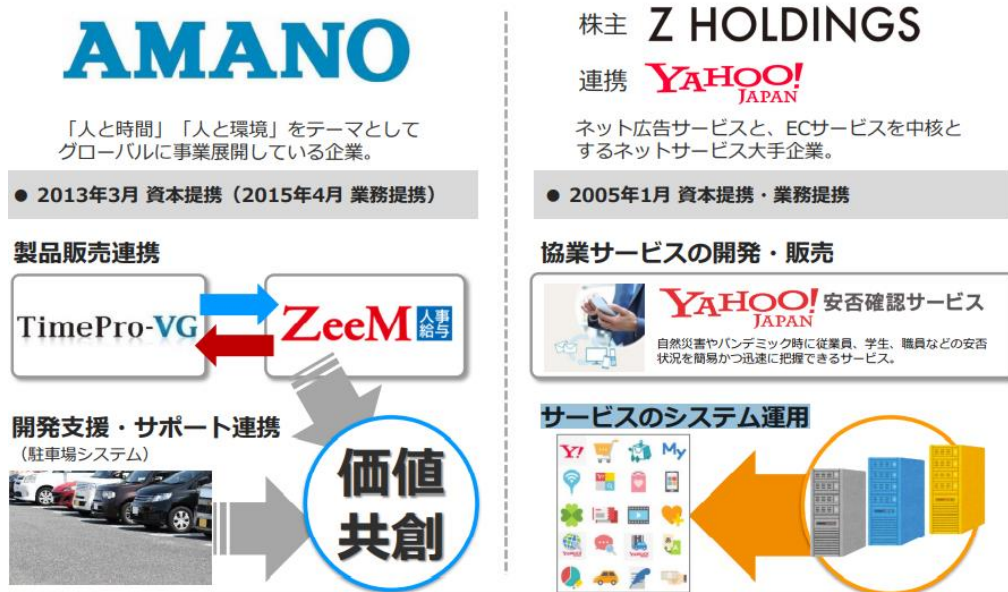 AMANO
「人と時間」「人と環境」をテーマとして
グローバルに事業展開している企業。
● 2013年3月 資本提携（2015年4月 業務提携）
製品販売連携
TimePro-VG
ZeeM 人事
給与
開発支援・サポート連携
（駐車場システム）
価値
共創
株主 Z HOLDINGS
連携 YAHOO!
JAPAN
ネット広告サービスと、ECサービスを中核と
するネットサービス大手企業。
● 2005年1月 資本提携・業務提携
協業サービスの開発・販売
YAHOO! 安否確認サービス
JAPAN
自然災害やパンデミック時に従業員、学生、職員などの安否
状況を簡易かつ迅速に把握できるサービス。
サービスのシステム運用
Y!
My